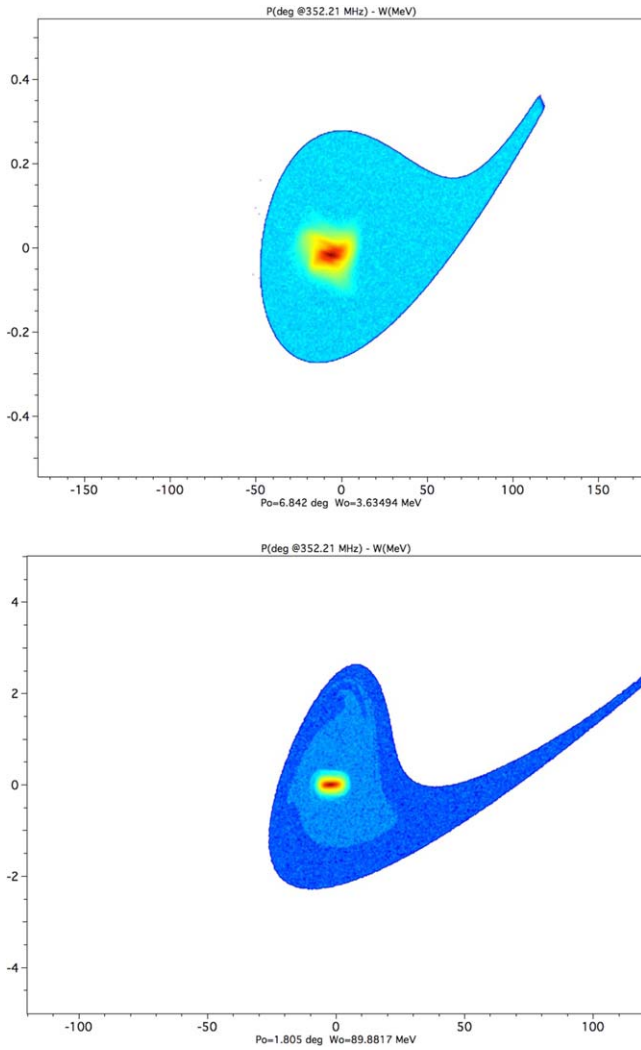 P(deg @352.21 MHz) - W(MeV)
0.4
0.2
0
-0.2
-0.4
-150 -100 -50 0 50 100 150
Po=6.842 deg Wo=3.63494 MeV
P(deg @352.21 MHz) - W(MeV)
4
2
0
-2
-4
-100 -50 0 50 100
Po=1.805 deg Wo=89.8817 MeV